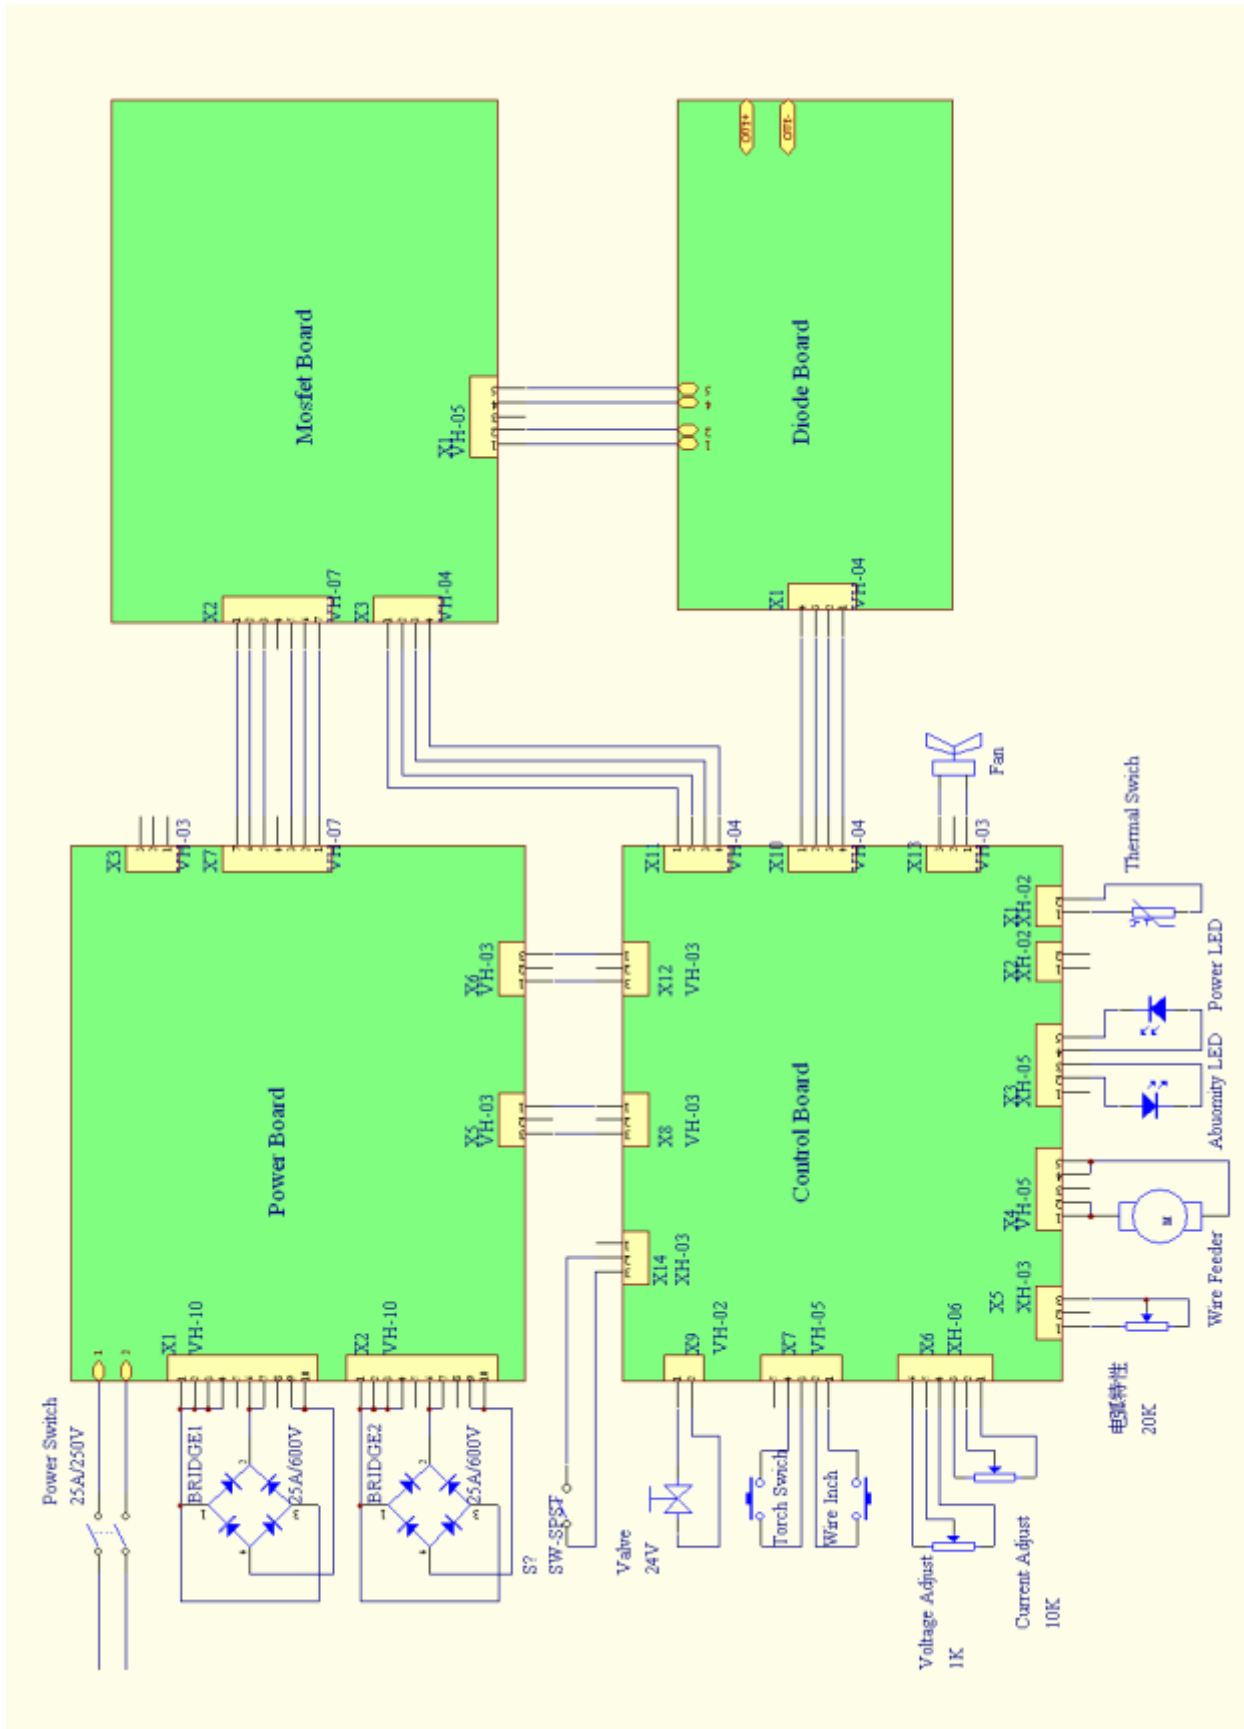 Power Switch
25A/250V
1
2
X1
VH-10
BRIDGE1
25A/600V
X2
VH-10
BRIDGE2
25A/600V
Power Board
X3
VH-03
X7
VH-07
X5
VH-03
X6
VH-03
Mosfet Board
X2
VH-07
X3
VH-04
X1
VH-05
S?
SW-SPST
Valve
24V
X14
XH-03
X8
VH-03
X12
VH-03
X9
VH-02
X7
VH-05
Torch Swich
Wire Inch
X6
XH-06
Voltage Adjust
1K
Current Adjust
10K
Control Board
X11
VH-04
X10
VH-04
X13
VH-03
Fan
Diode Board
X1
VH-04
OUT+
OUT-
X5
XH-03
电弧特性
20K
X4
VH-05
M
Wire Feeder
X3
XH-05
Abuomity LED
Power LED
X2
XH-02
X1
XH-02
Thermal Swich